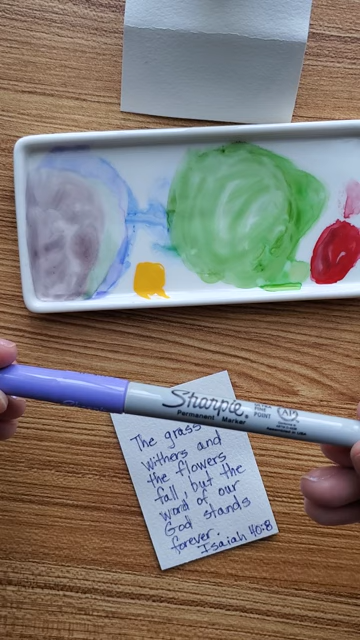 Sharpie
Permanent Marker
FINE
POINT
AP
The grass
withers and
the flowers
fall, but the
word of our
God stands
forever.
Isaiah 40:8